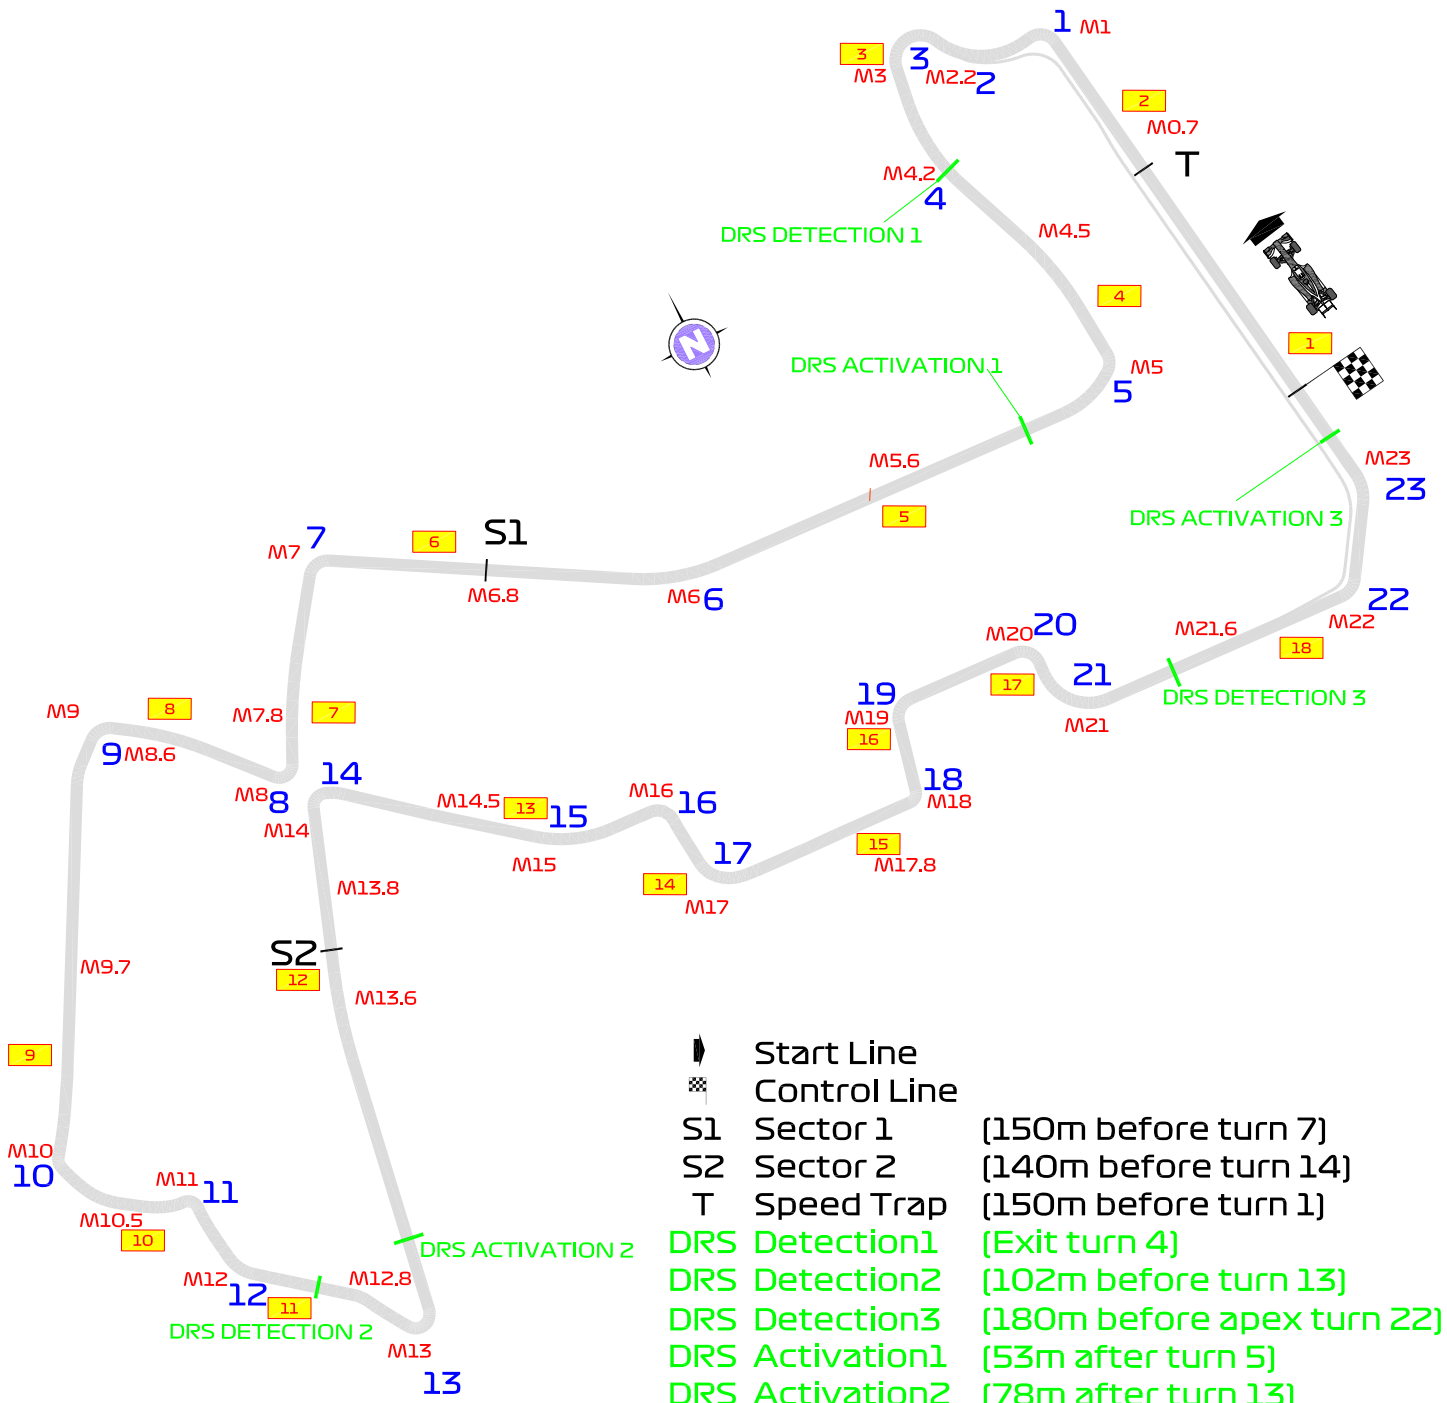 1 M1
3
3
M3
M2.2
2
2
M0.7
T
M4.2
4
DRS DETECTION 1
M4.5
4
N
1
DRS ACTIVATION 1
M5
5
M5.6
5
M23
23
DRS ACTIVATION 3
7
M7
6
S1
M6.8
M6 6
22
M22
M21.6
18
20
M20
21
17
DRS DETECTION 3
M21
19
M19
16
M9
8
M7.8
7
9 M8.6
14
M8 8
M14
M14.5
13
15
M15
M16
16
17
14
M17
18
M18
15
M17.8
M13.8
S2
12
M9.7
M13.6
9
M10
10
M11
11
M10.5
10
DRS ACTIVATION 2
M12
12
11
M12.8
DRS DETECTION 2
M13
13
Start Line
Control Line
S1 Sector 1 (150m before turn 7)
S2 Sector 2 (140m before turn 14)
T Speed Trap (150m before turn 1)
DRS Detection1 (Exit turn 4)
DRS Detection2 (102m before turn 13)
DRS Detection3 (180m before apex turn 22)
DRS Activation1 (53m after turn 5)
DRS Activation2 (78m after turn 13)